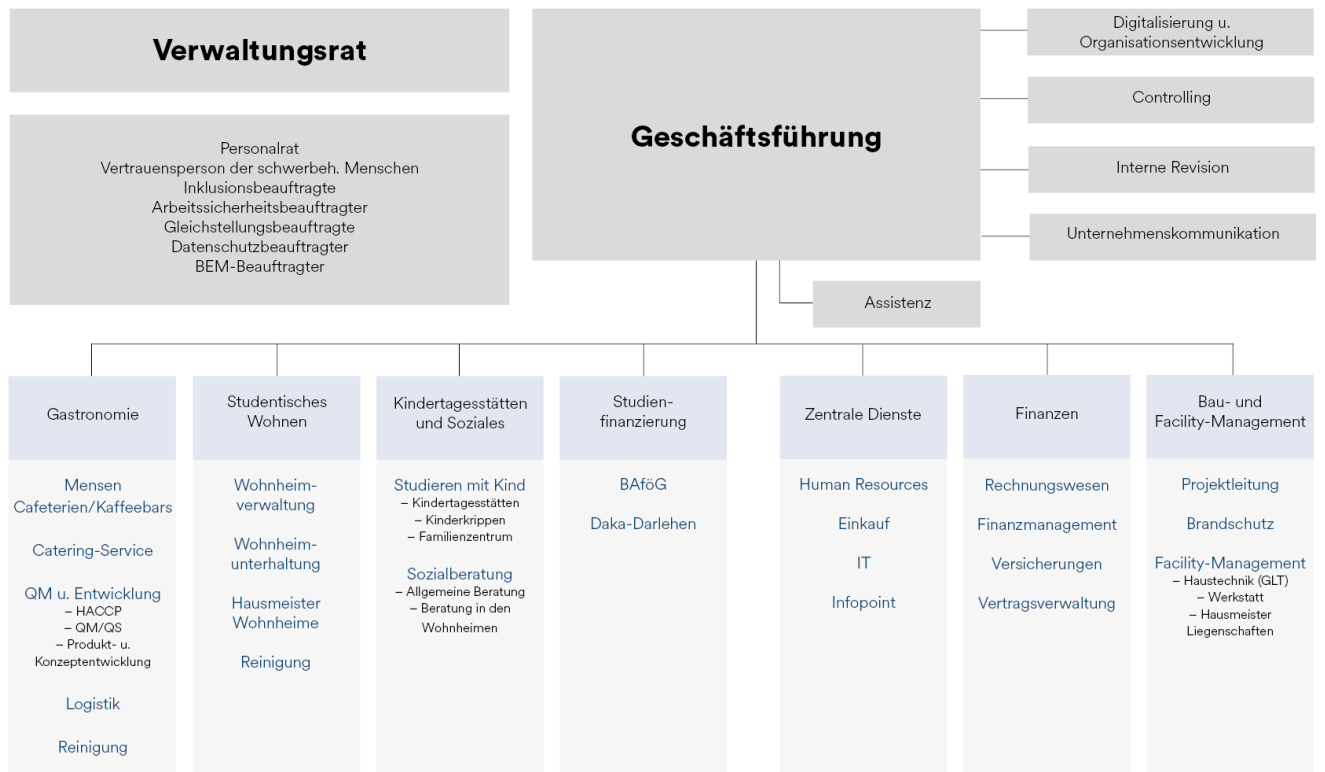 Verwaltungsrat
Personalrat
Vertrauensperson der schwerbeh. Menschen
Inklusionsbeauftragte
Arbeitssicherheitsbeauftragter
Gleichstellungsbeauftragte
Datenschutzbeauftragter
BEM-Beauftragter
Geschäftsführung
Digitalisierung u.
Organisationsentwicklung
Controlling
Interne Revision
Unternehmenskommunikation
Assistenz
Gastronomie
Mensen
Cafeterien/Kaffeebars
Catering-Service
QM u. Entwicklung
– HACCP
– QM/QS
– Produkt- u.
Konzeptentwicklung
Logistik
Reinigung
Studentisches
Wohnen
Wohnheim-
verwaltung
Wohnheim-
unterhaltung
Hausmeister
Wohnheime
Reinigung
Kindertagesstätten
und Soziales
Studieren mit Kind
– Kindertagesstätten
– Kinderkrippen
– Familienzentrum
Sozialberatung
– Allgemeine Beratung
– Beratung in den
Wohnheimen
Studien-
finanzierung
BAföG
Daka-Darlehen
Zentrale Dienste
Human Resources
Einkauf
IT
Infopoint
Finanzen
Rechnungswesen
Finanzmanagement
Versicherungen
Vertragsverwaltung
Bau- und
Facility-Management
Projektleitung
Brandschutz
Facility-Management
– Haustechnik (GLT)
– Werkstatt
– Hausmeister
Liegenschaften